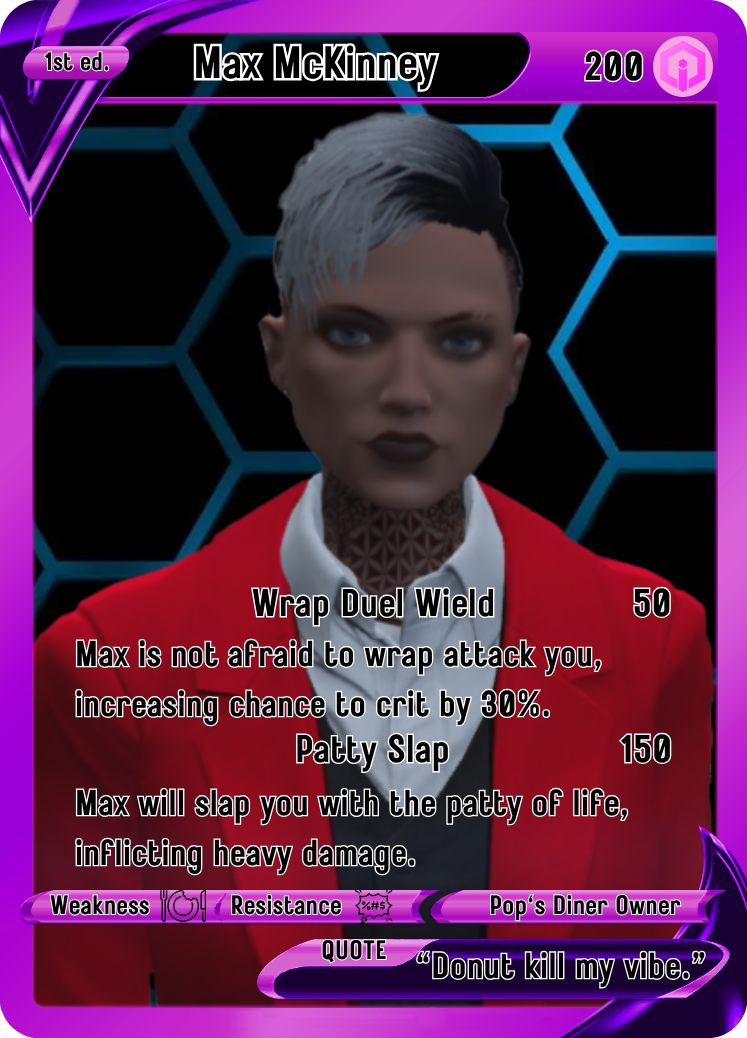 1st ed.
Max McKinney
200
Wrap Duel Wield 50
Max is not afraid to wrap attack you,
increasing chance to crit by 30%.
Patty Slap 150
Max will slap you with the patty of life,
inflicting heavy damage.
Weakness Resistance %#$ Pop's Diner Owner
QUOTE
“Donut kill my vibe.”